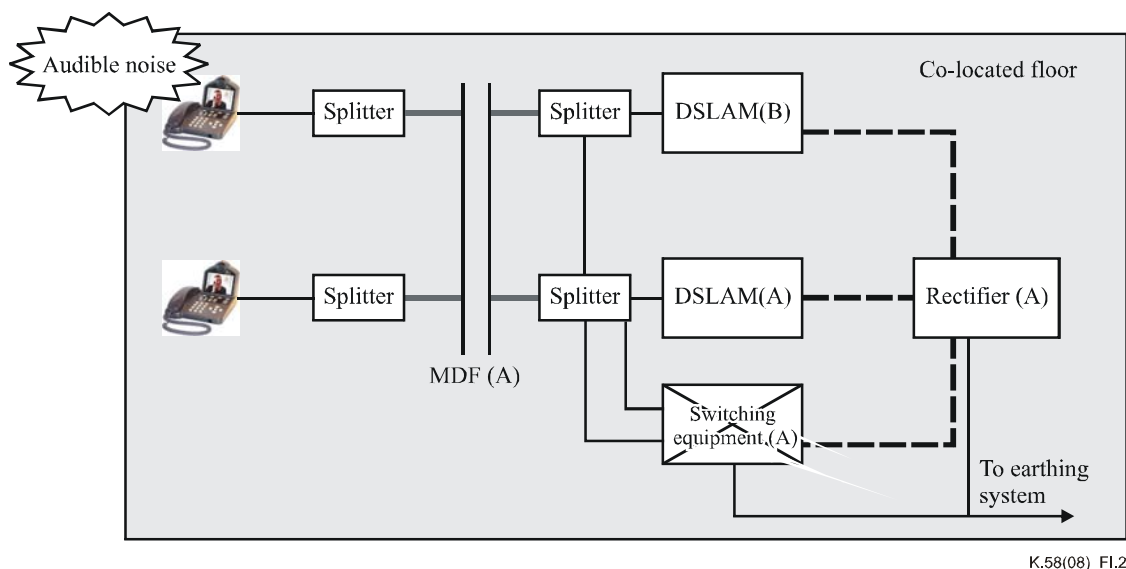 Audible noise
Co-located floor
Splitter
Splitter
DSLAM(B)
Splitter
Splitter
DSLAM(A)
Rectifier (A)
MDF (A)
Switching
equipment (A)
To earthing
system
K.58(08)_FI.2